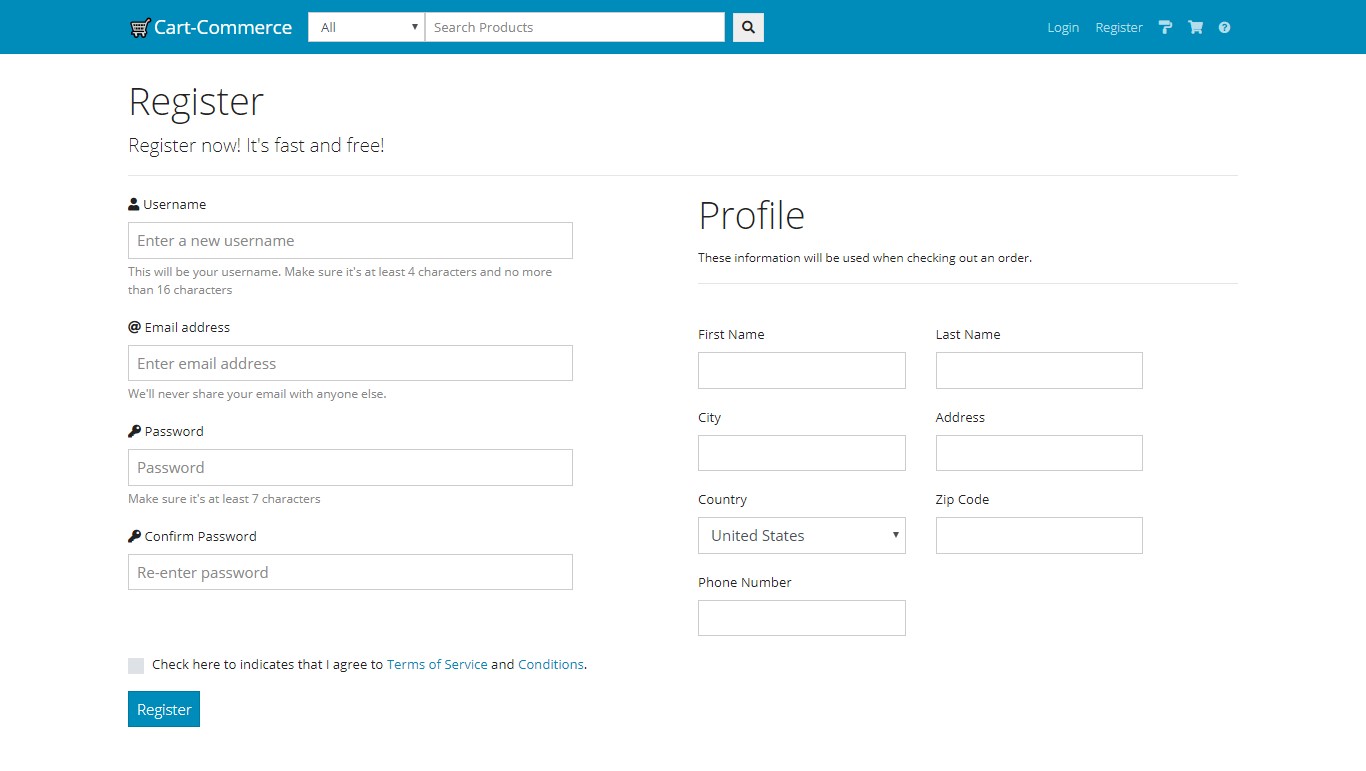 Cart-Commerce
All
Search Products
Login
Register
Register
Register now! It's fast and free!
Username
Enter a new username
This will be your username. Make sure it's at least 4 characters and no more
than 16 characters
Email address
Enter email address
We'll never share your email with anyone else.
Password
Password
Make sure it's at least 7 characters
Confirm Password
Re-enter password
Profile
These information will be used when checking out an order.
First Name
Last Name
City
Address
Country
Zip Code
United States
Phone Number
Check here to indicates that I agree to Terms of Service and Conditions.
Register